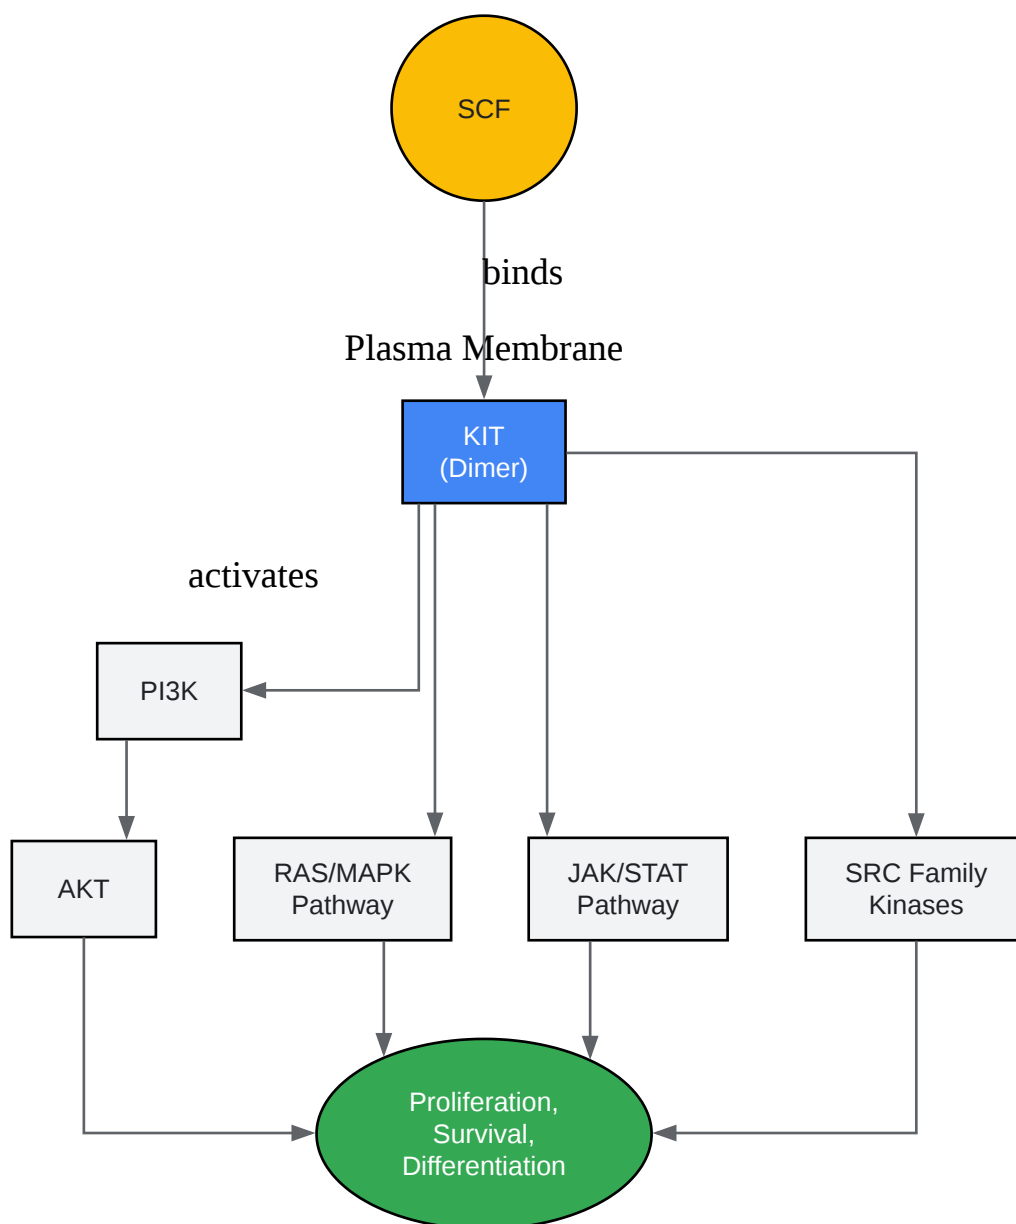 SCF
binds
Plasma Membrane
KIT
(Dimer)
activates
PI3K
AKT
RAS/MAPK
Pathway
JAK/STAT
Pathway
SRC Family
Kinases
Proliferation,
Survival,
Differentiation